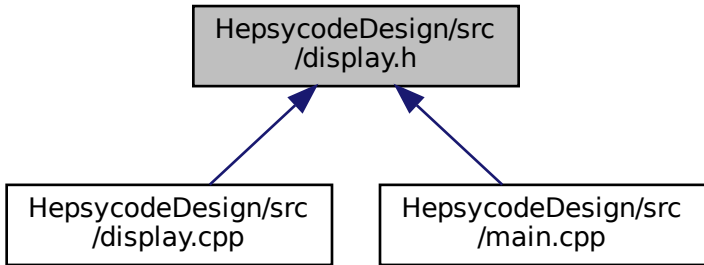 HepsycodeDesign/src
/display.h
HepsycodeDesign/src
/display.cpp
HepsycodeDesign/src
/main.cpp